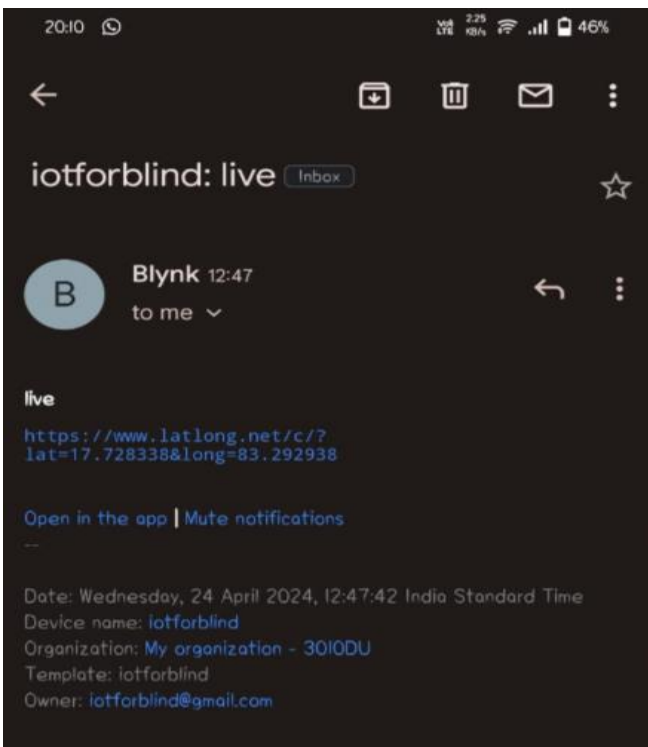 20:10
Vo) LTE 2.25 KB/s 46%
iotforblind: live Inbox
B
Blynk 12:47
to me
live
https://www.latlong.net/c/?
lat=17.728338&long=83.292938
Open in the app | Mute notifications
--
Date: Wednesday, 24 April 2024, 12:47:42 India Standard Time
Device name: iotforblind
Organization: My organization - 3010DU
Template: iotforblind
Owner: iotforblind@gmail.com